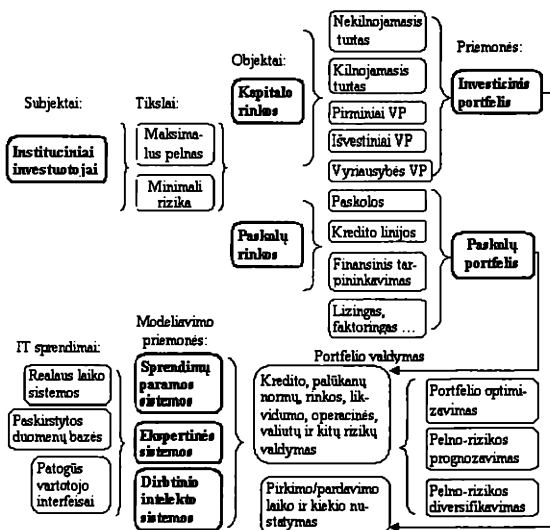 Subjektai:
Instituciniai
investuotojai
Tikslai:
Maksima-
lus pelnas
Minimali
rizika
Objektai:
Kapitalo
rinkos
Nekilnojamasis
turtas
Kilnojamasis
turtas
Pirminiai VP
Išvestiniai VP
Vyriausybės VP
Priemonės:
Investicinis
portfelis
Paskolų
rinkos
Paskolos
Kredito linijos
Finansinis tar-
pininkavimas
Lizingas,
faktoringas ...
Paskolų
portfelis
IT sprendimai:
Realaus laiko
sistemos
Paskirstytos
duomenų bazės
Patogūs
vartotojo
interfeisai
Modeliavimo
priemonės:
Sprendimų
paramos
sistemos
Ekspertinės
sistemos
Dirbtinio
intelekto
sistemos
Portfelio valdymas
Kredito, palūkanų
normų, rinkos, lik-
vidumo, operacinės,
valiutų ir kitų rizikų
valdymas
Pirkimo/pardavimo
laiko ir kiekio nu-
statymas
Portfelio optimi-
zavimas
Pelno-rizikos
prognozavimas
Pelno-rizikos
diversifikavimas